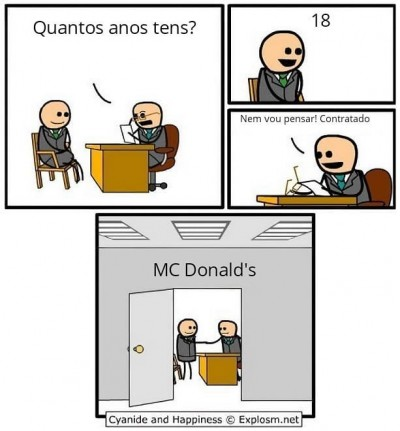 Quantos anos tens?
18
Nem vou pensar! Contratado
MC Donald's
Cyanide and Happiness © Explosm.net